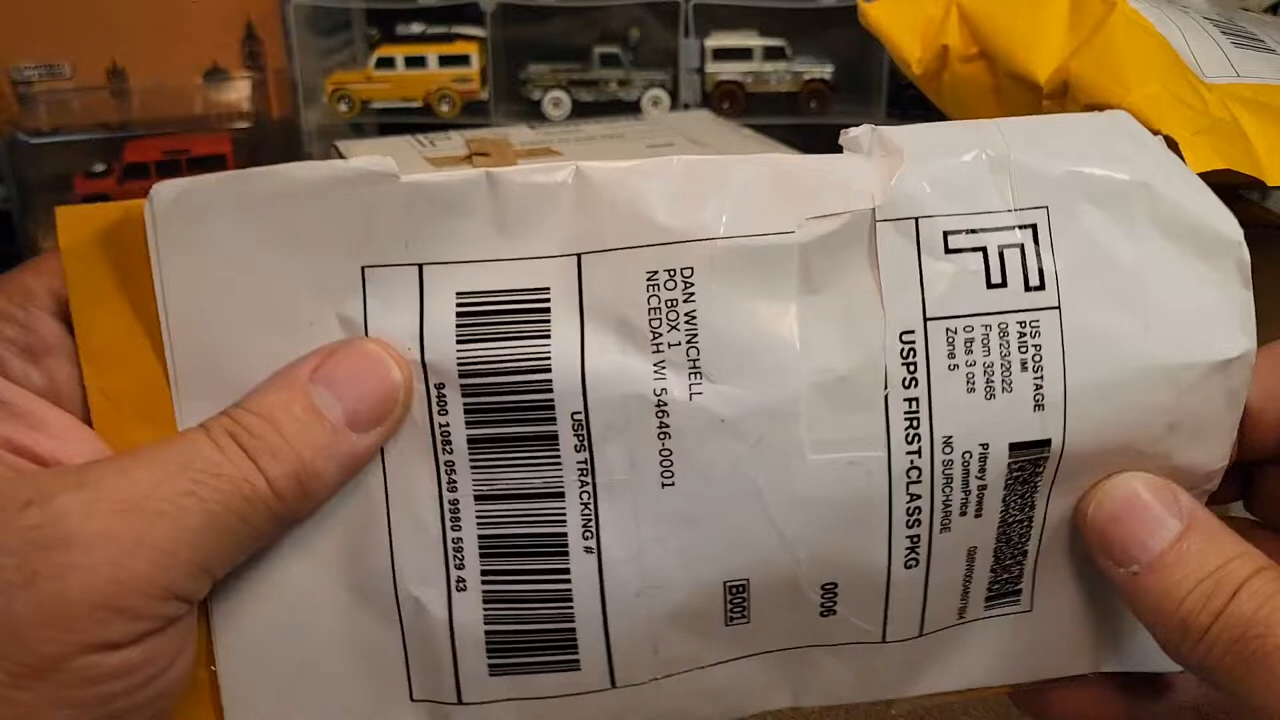 F
US POSTAGE
PAID IMI
08/23/2022
From 32465
0 lbs 3 ozs
Zone 5
Pitney Bowes
CommPrice
NO SURCHARGE
USPS FIRST-CLASS PKG
0006
B001
DAN WINCHELL
PO BOX 1
NECEDAH WI 54646-0001
USPS TRACKING #
9400 1082 0549 9980 5929 43